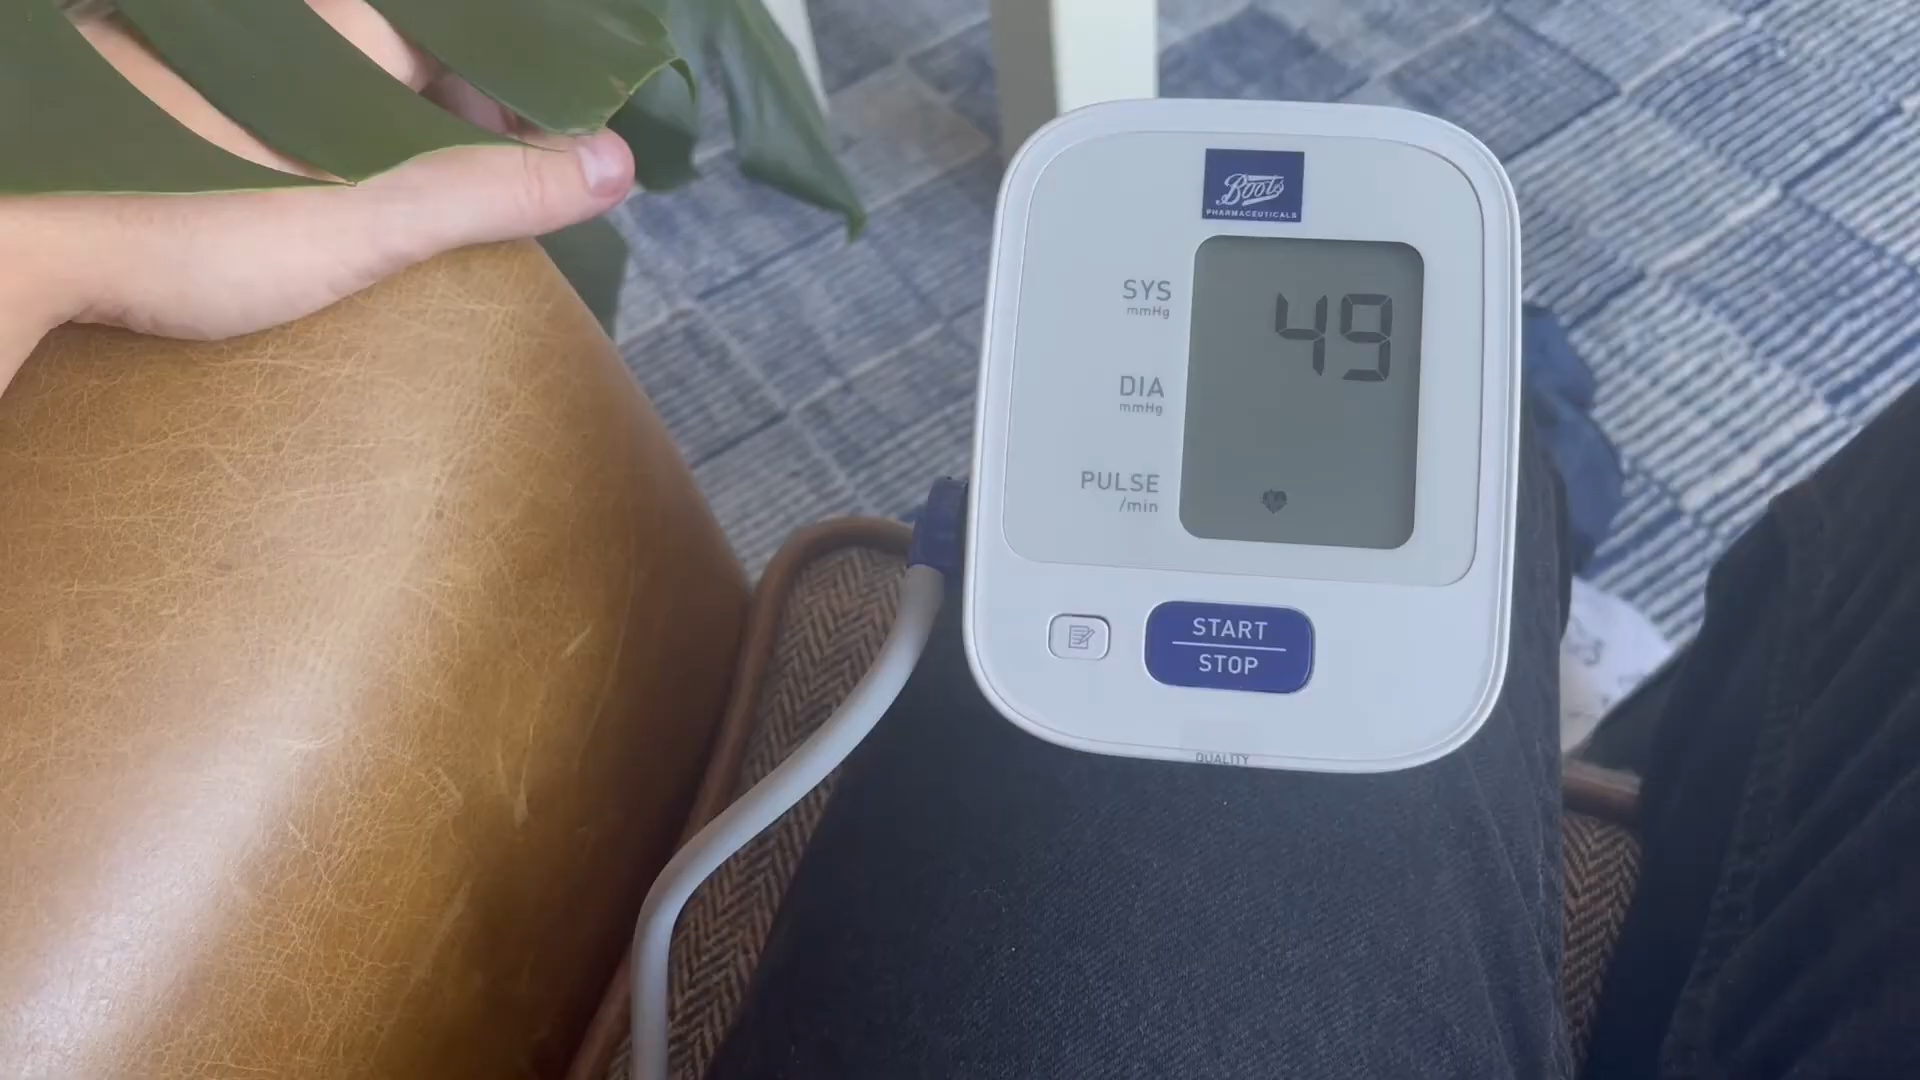 Boots
PHARMACEUTICALS
49
SYS
mmHg
DIA
mmHg
PULSE
/min
START
STOP
QUALITY